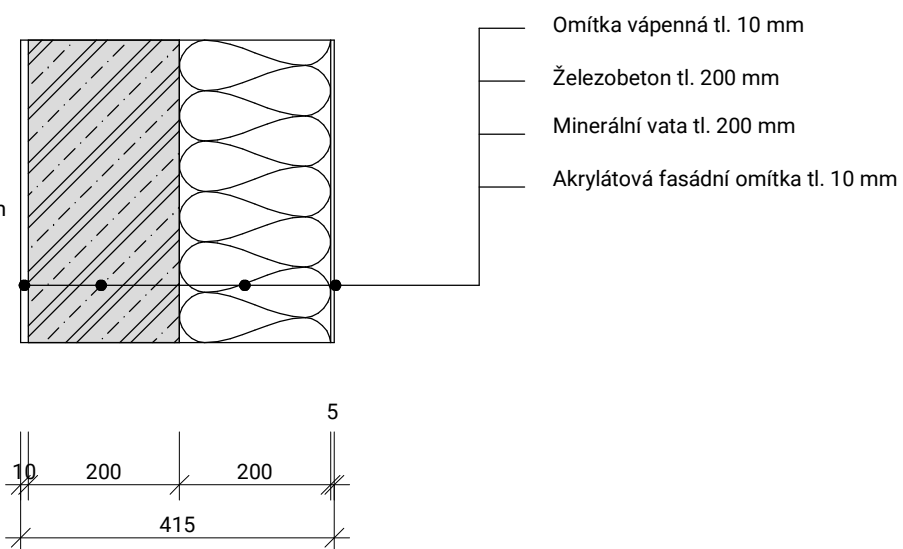 Omítka vápenná tl. 10 mm
Železobeton tl. 200 mm
Minerální vata tl. 200 mm
Akrylátová fasádní omítka tl. 10 mm
5
10 200 200
415